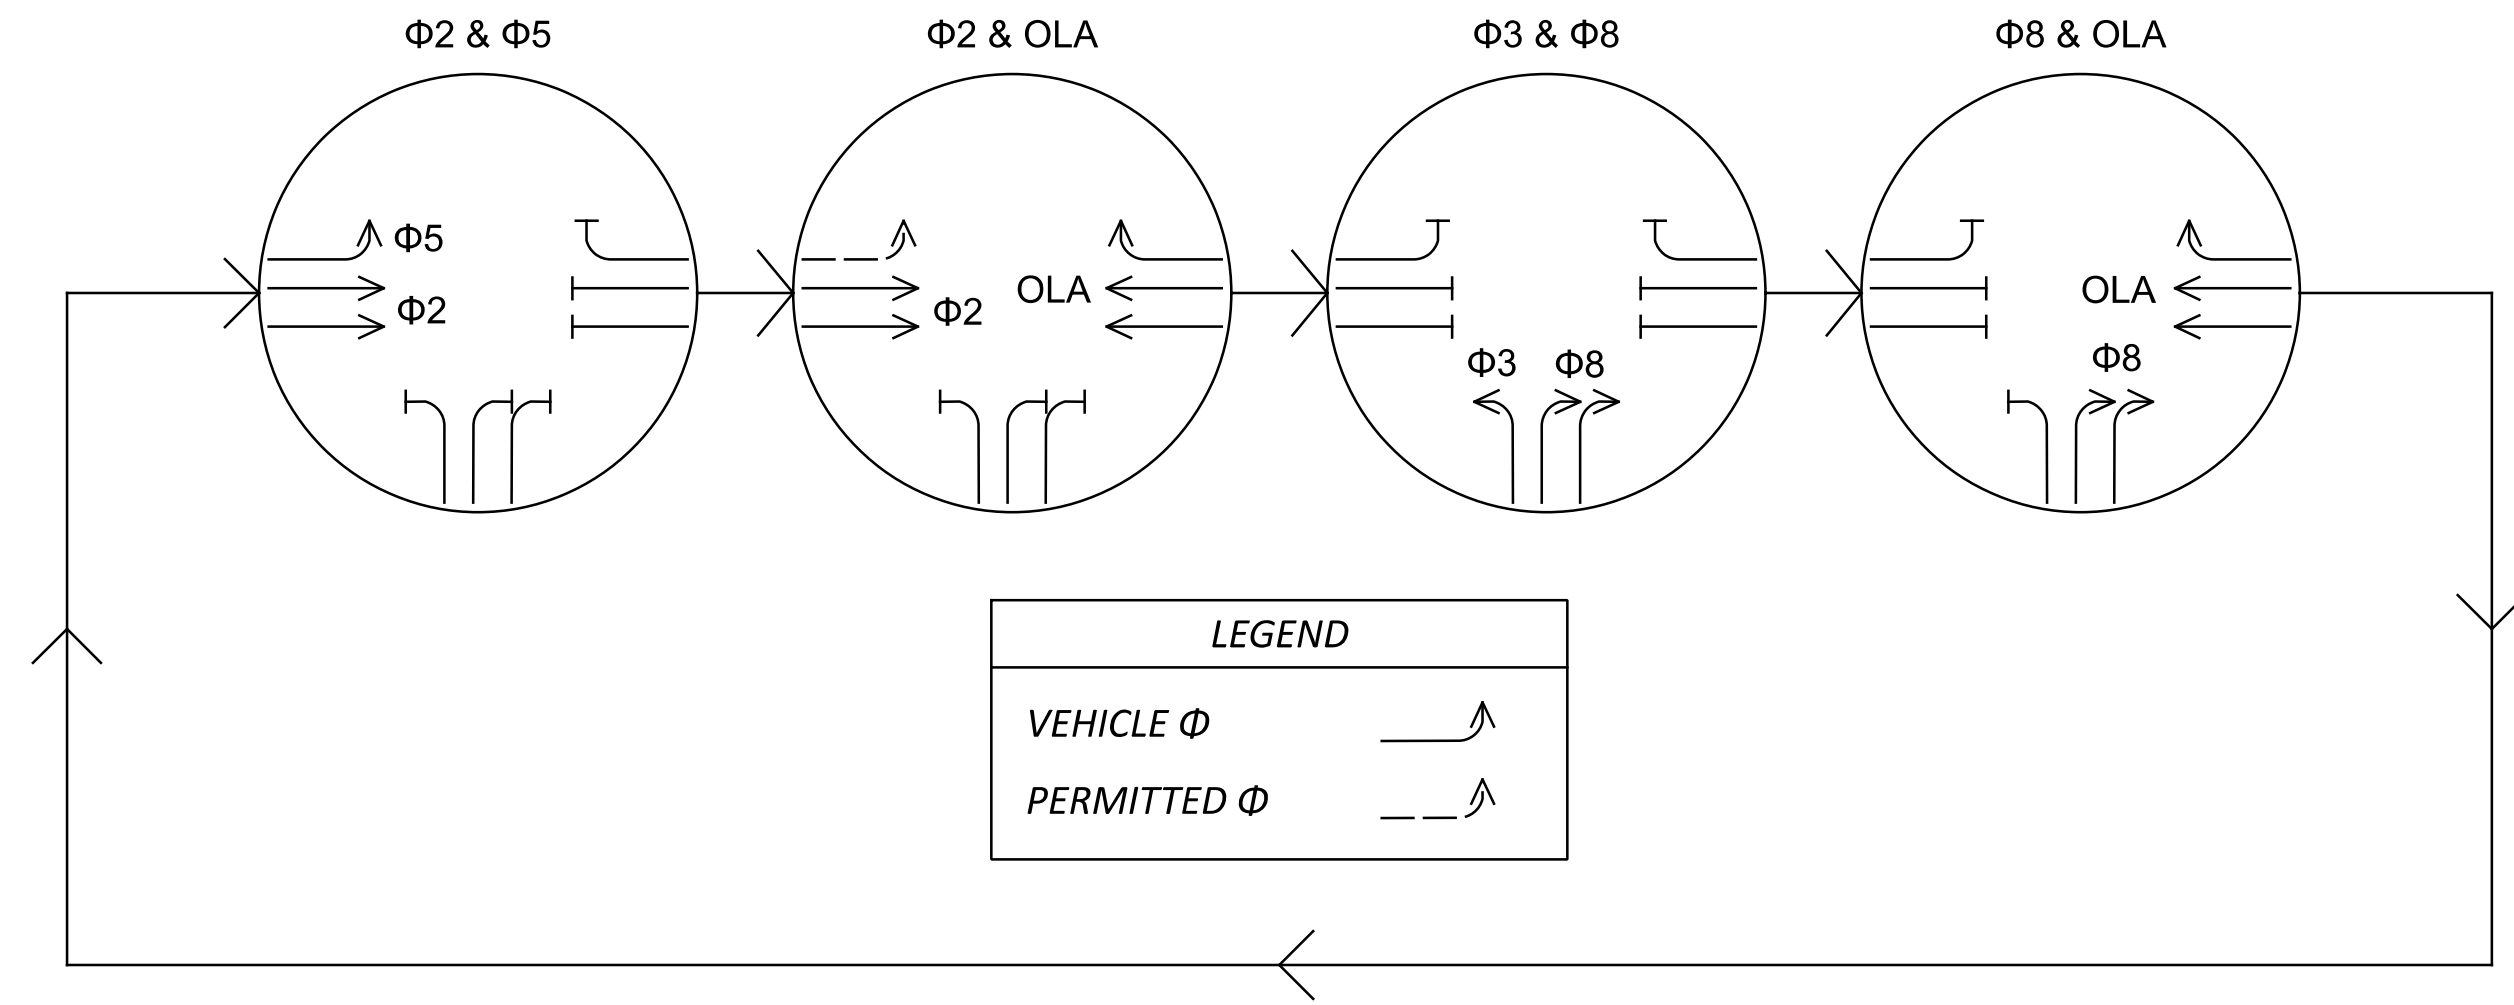 Φ2 & Φ5
Φ2 & OLA
Φ3 & Φ8
Φ8 & OLA
Φ5
Φ2
OLA
Φ2
Φ3
Φ8
OLA
Φ8
LEGEND
VEHICLE Φ
PERMITTED Φ